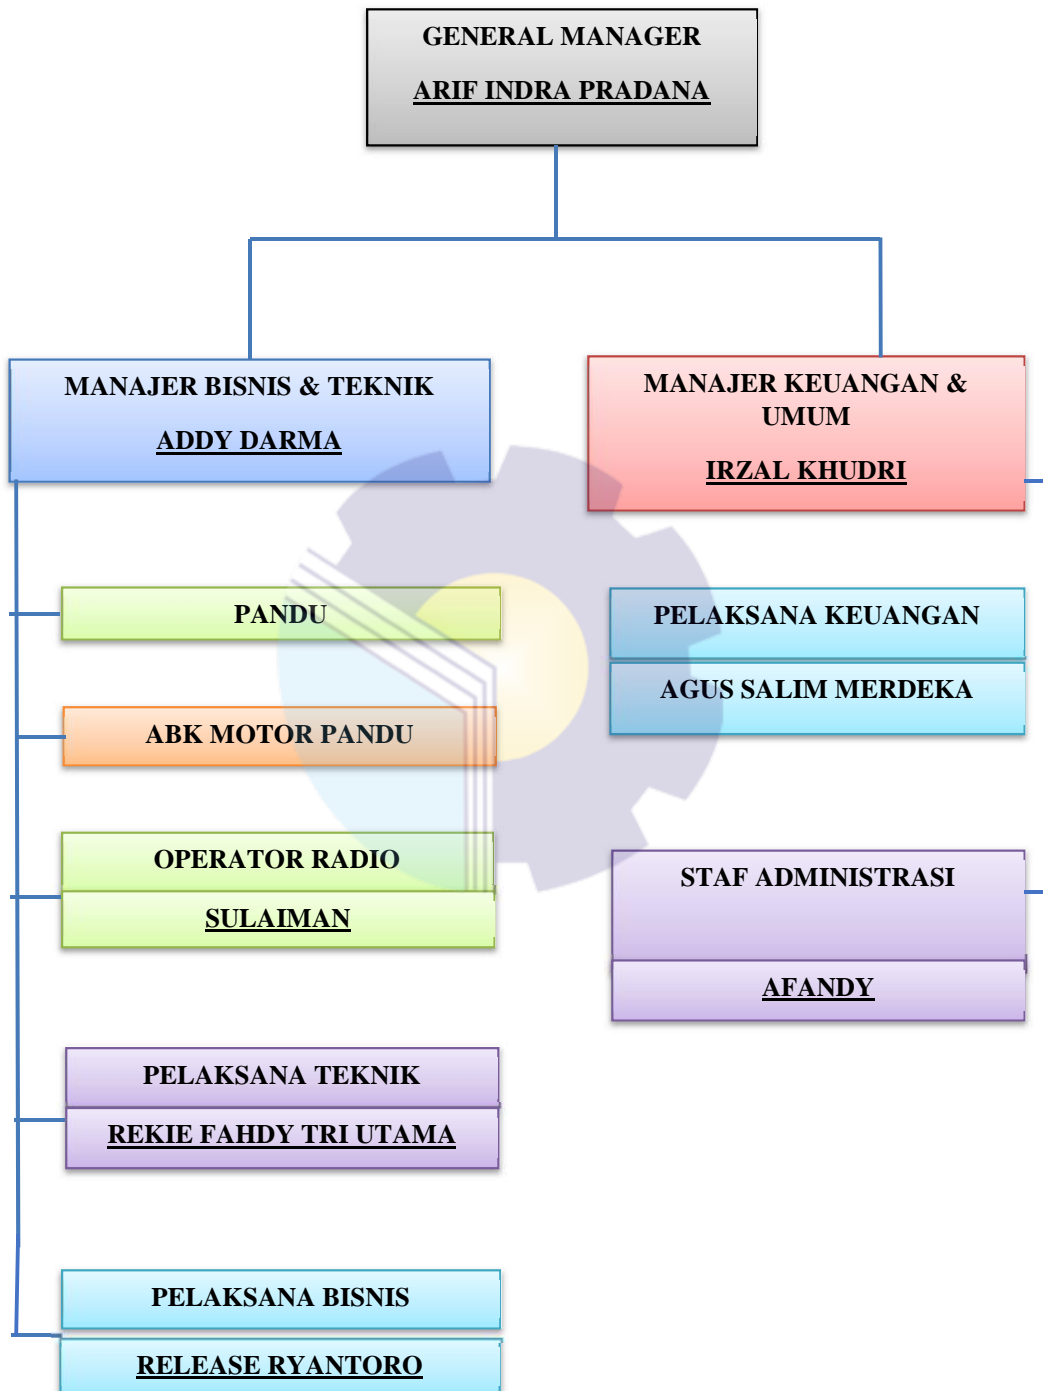 GENERAL MANAGER
ARIF INDRA PRADANA
MANAJER BISNIS & TEKNIK
ADDY DARMA
MANAJER KEUANGAN &
UMUM
IRZAL KHUDRI
PANDU
ABK MOTOR PANDU
OPERATOR RADIO
SULAIMAN
PELAKSANA TEKNIK
REKIE FAHDY TRI UTAMA
PELAKSANA BISNIS
RELEASE RYANTORO
PELAKSANA KEUANGAN
AGUS SALIM MERDEKA
STAF ADMINISTRASI
AFANDY